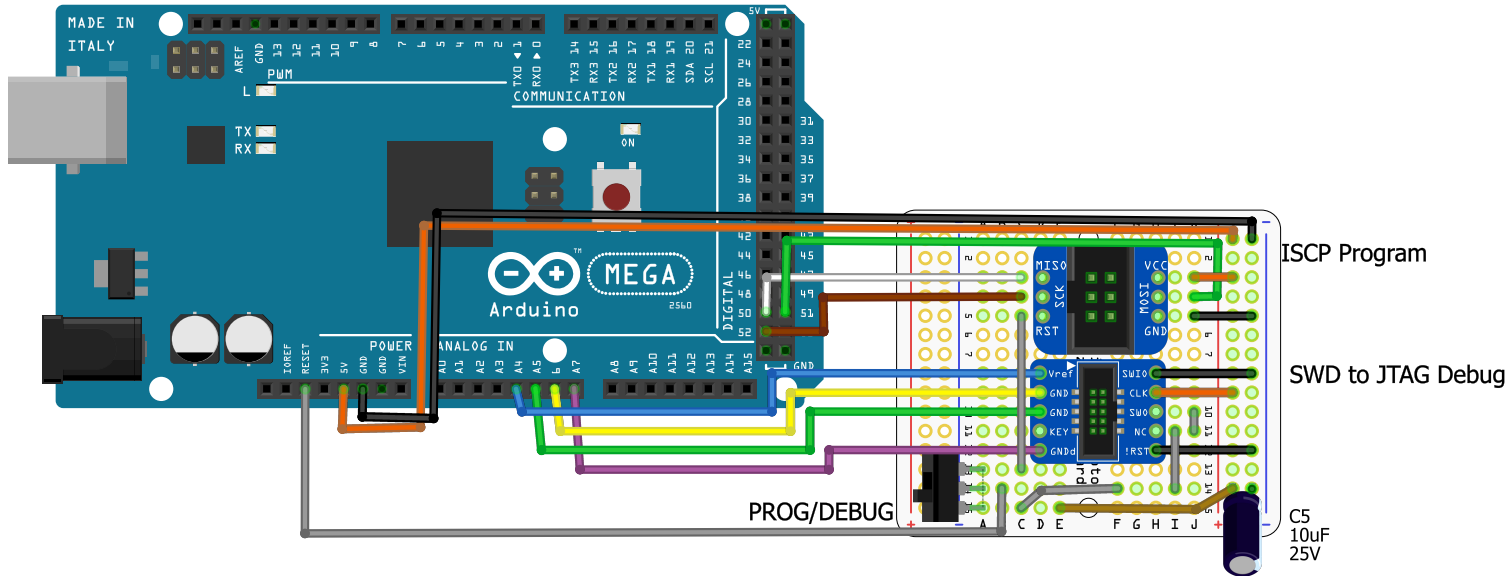 MADE IN
ITALY
AREF
GND
13
12
11
10
9
8
7
6
5
4
3
2
TX0 ▸ 1
RX0 ▸ 0
TX3 14
RX3 15
TX2 16
RX2 17
TX1 18
RX1 19
SDA 20
SCL 21
5V
PWM
COMMUNICATION
L
TX
RX
ON
22
24
26
28
30
32
34
36
38
42
44
46
48
50
52
31
33
35
37
39
45
49
51
GND
DIGITAL
™
Arduino
MEGA
2560
POWER
ANALOG IN
IOREF
RESET
3V3
5V
GND
GND
VIN
A0
A1
A2
A3
A4
A5
6
A7
A8
A9
A10
A11
A12
A13
A14
A15
ISCP Program
MISO
SCK
RST
VCC
MOSI
GND
SWD to JTAG Debug
Vref
GND
GND
KEY
GNDd
SWIO
CLK
SWO
NC
!RST
PROG/DEBUG
A
C
D
E
F
G
H
I
J
C5
10uF
25V